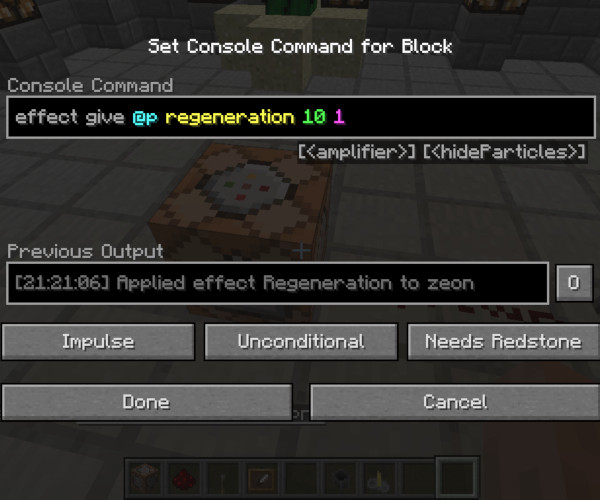 Set Console Command for Block
Console Command
effect give @p regeneration 10 1
[<amplifier>] [<hideParticles>]
Previous Output
[21:21:06] Applied effect Regeneration to zeon
O
Impulse
Unconditional
Needs Redstone
Done
Cancel